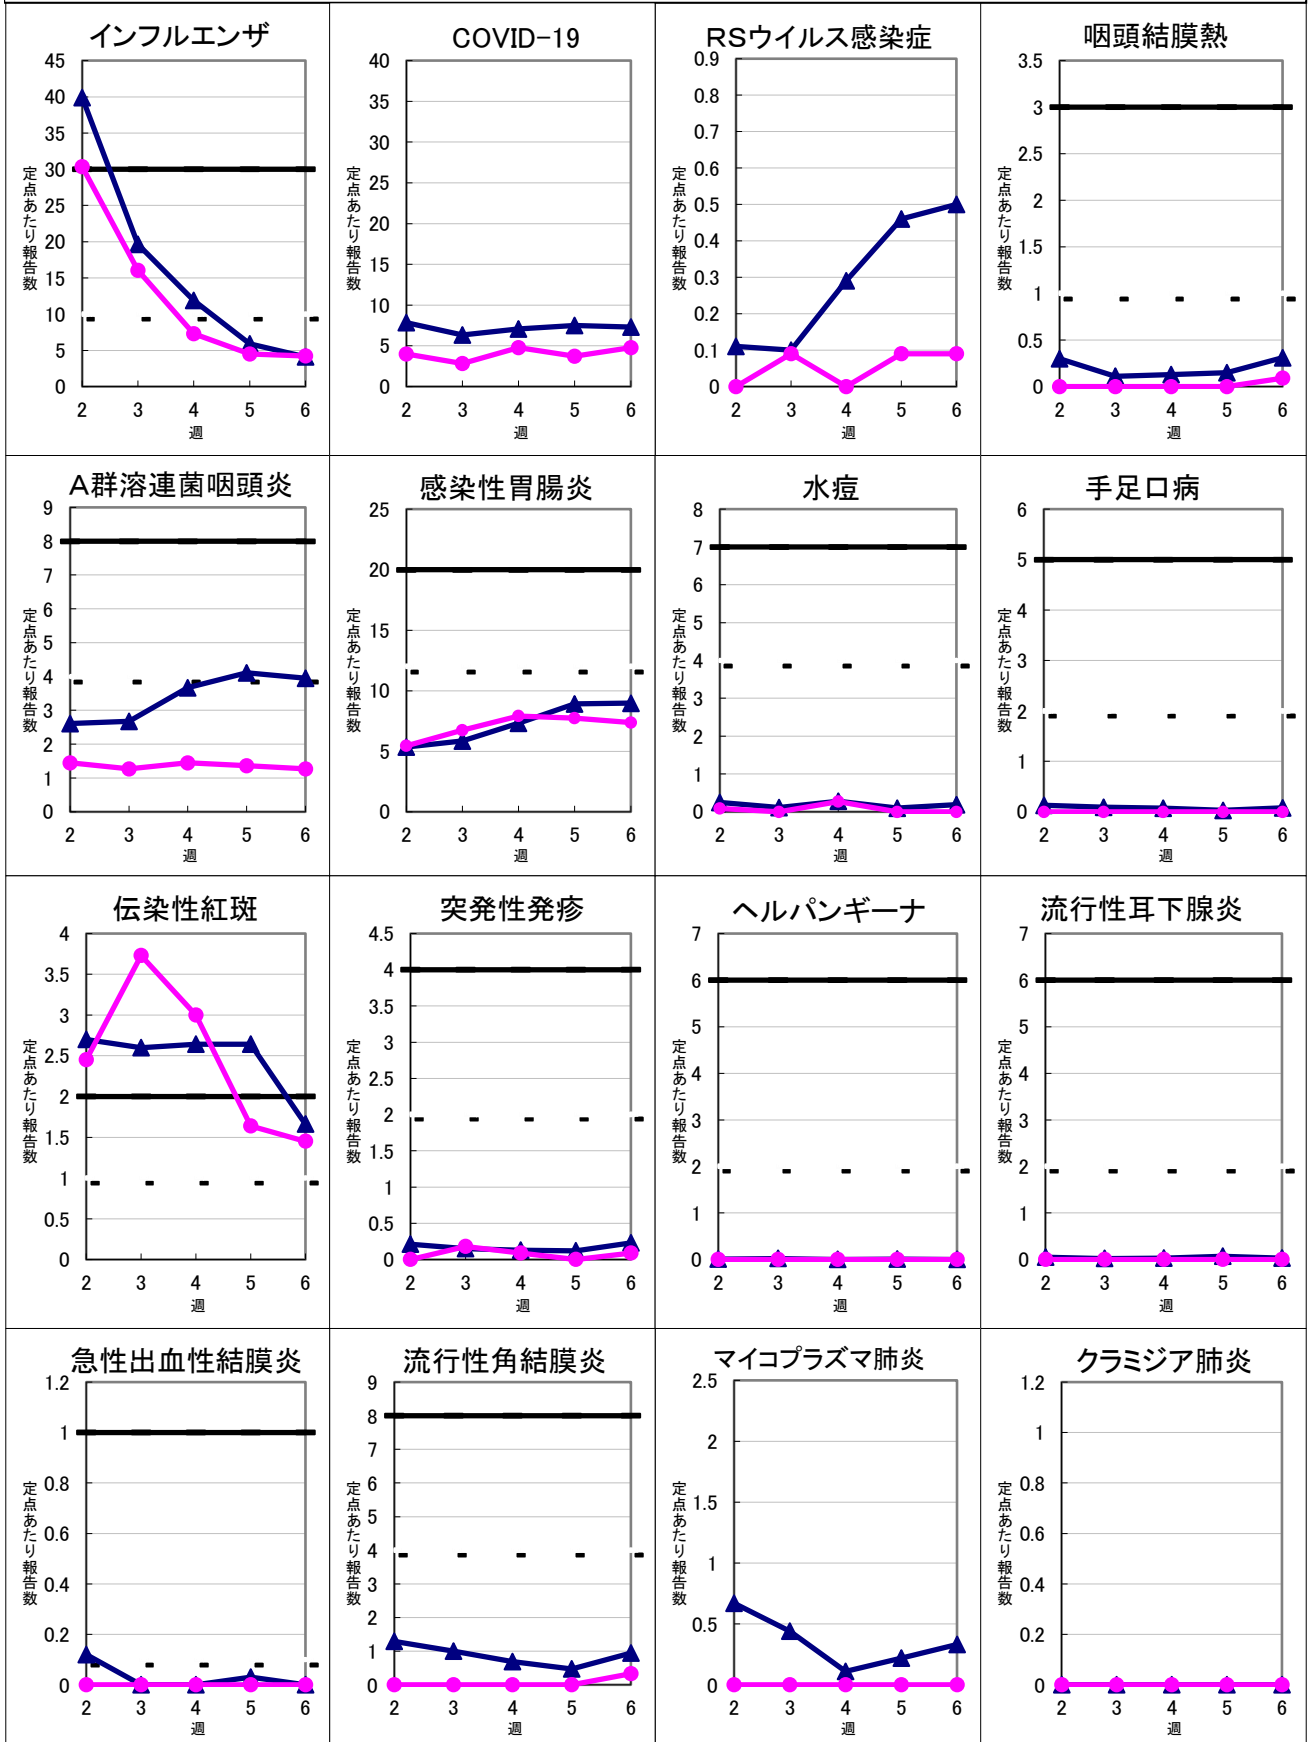 インフルエンザ
45
40
35
30
25
20
15
10
5
0
定点あたり報告数
2 3 4 5 6
週
COVID-19
40
35
30
25
20
15
10
5
0
定点あたり報告数
2 3 4 5 6
週
RSウイルス感染症
0.9
0.8
0.7
0.6
0.5
0.4
0.3
0.2
0.1
0
定点あたり報告数
2 3 4 5 6
週
咽頭結膜熱
3.5
3
2.5
2
1.5
1
0.5
0
定点あたり報告数
2 3 4 5 6
週
A群溶連菌咽頭炎
9
8
7
6
5
4
3
2
1
0
定点あたり報告数
2 3 4 5 6
週
感染性胃腸炎
25
20
15
10
5
0
定点あたり報告数
2 3 4 5 6
週
水痘
8
7
6
5
4
3
2
1
0
定点あたり報告数
2 3 4 5 6
週
手足口病
6
5
4
3
2
1
0
定点あたり報告数
2 3 4 5 6
週
伝染性紅斑
4
3.5
3
2.5
2
1.5
1
0.5
0
定点あたり報告数
2 3 4 5 6
週
突発性発疹
4.5
4
3.5
3
2.5
2
1.5
1
0.5
0
定点あたり報告数
2 3 4 5 6
週
ヘルパンギーナ
7
6
5
4
3
2
1
0
定点あたり報告数
2 3 4 5 6
週
流行性耳下腺炎
7
6
5
4
3
2
1
0
定点あたり報告数
2 3 4 5 6
週
急性出血性結膜炎
1.2
1
0.8
0.6
0.4
0.2
0
定点あたり報告数
2 3 4 5 6
週
流行性角結膜炎
9
8
7
6
5
4
3
2
1
0
定点あたり報告数
2 3 4 5 6
週
マイコプラズマ肺炎
2.5
2
1.5
1
0.5
0
定点あたり報告数
2 3 4 5 6
週
クラミジア肺炎
1.2
1
0.8
0.6
0.4
0.2
0
定点あたり報告数
2 3 4 5 6
週